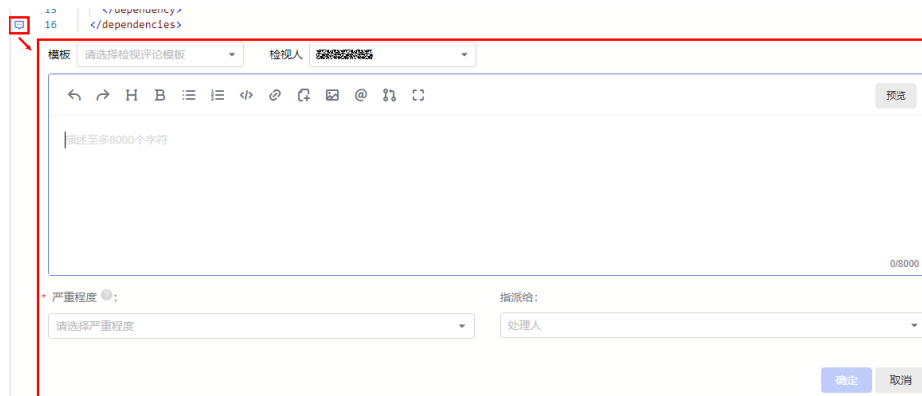 15 </dependency>
16 </dependencies>
模板 请选择检视评论模板 检视人
H B </> @ 预览
描述至多8000个字符
0/8000
* 严重程度 ? : 指派给:
请选择严重程度 处理人
确定 取消